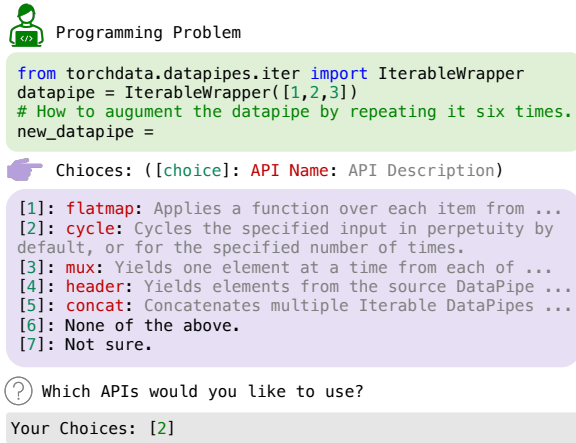 Programming Problem
from torchdata.datapipes.iter import IterableWrapper
datapipe = IterableWrapper([1,2,3])
# How to augument the datapipe by repeating it six times.
new_datapipe =
Chioces: ([choice]: API Name: API Description)
[1]: flatmap: Applies a function over each item from ...
[2]: cycle: Cycles the specified input in perpetuity by
default, or for the specified number of times.
[3]: mux: Yields one element at a time from each of ...
[4]: header: Yields elements from the source DataPipe ...
[5]: concat: Concatenates multiple Iterable DataPipes ...
[6]: None of the above.
[7]: Not sure.
? Which APIs would you like to use?
Your Choices: [2]